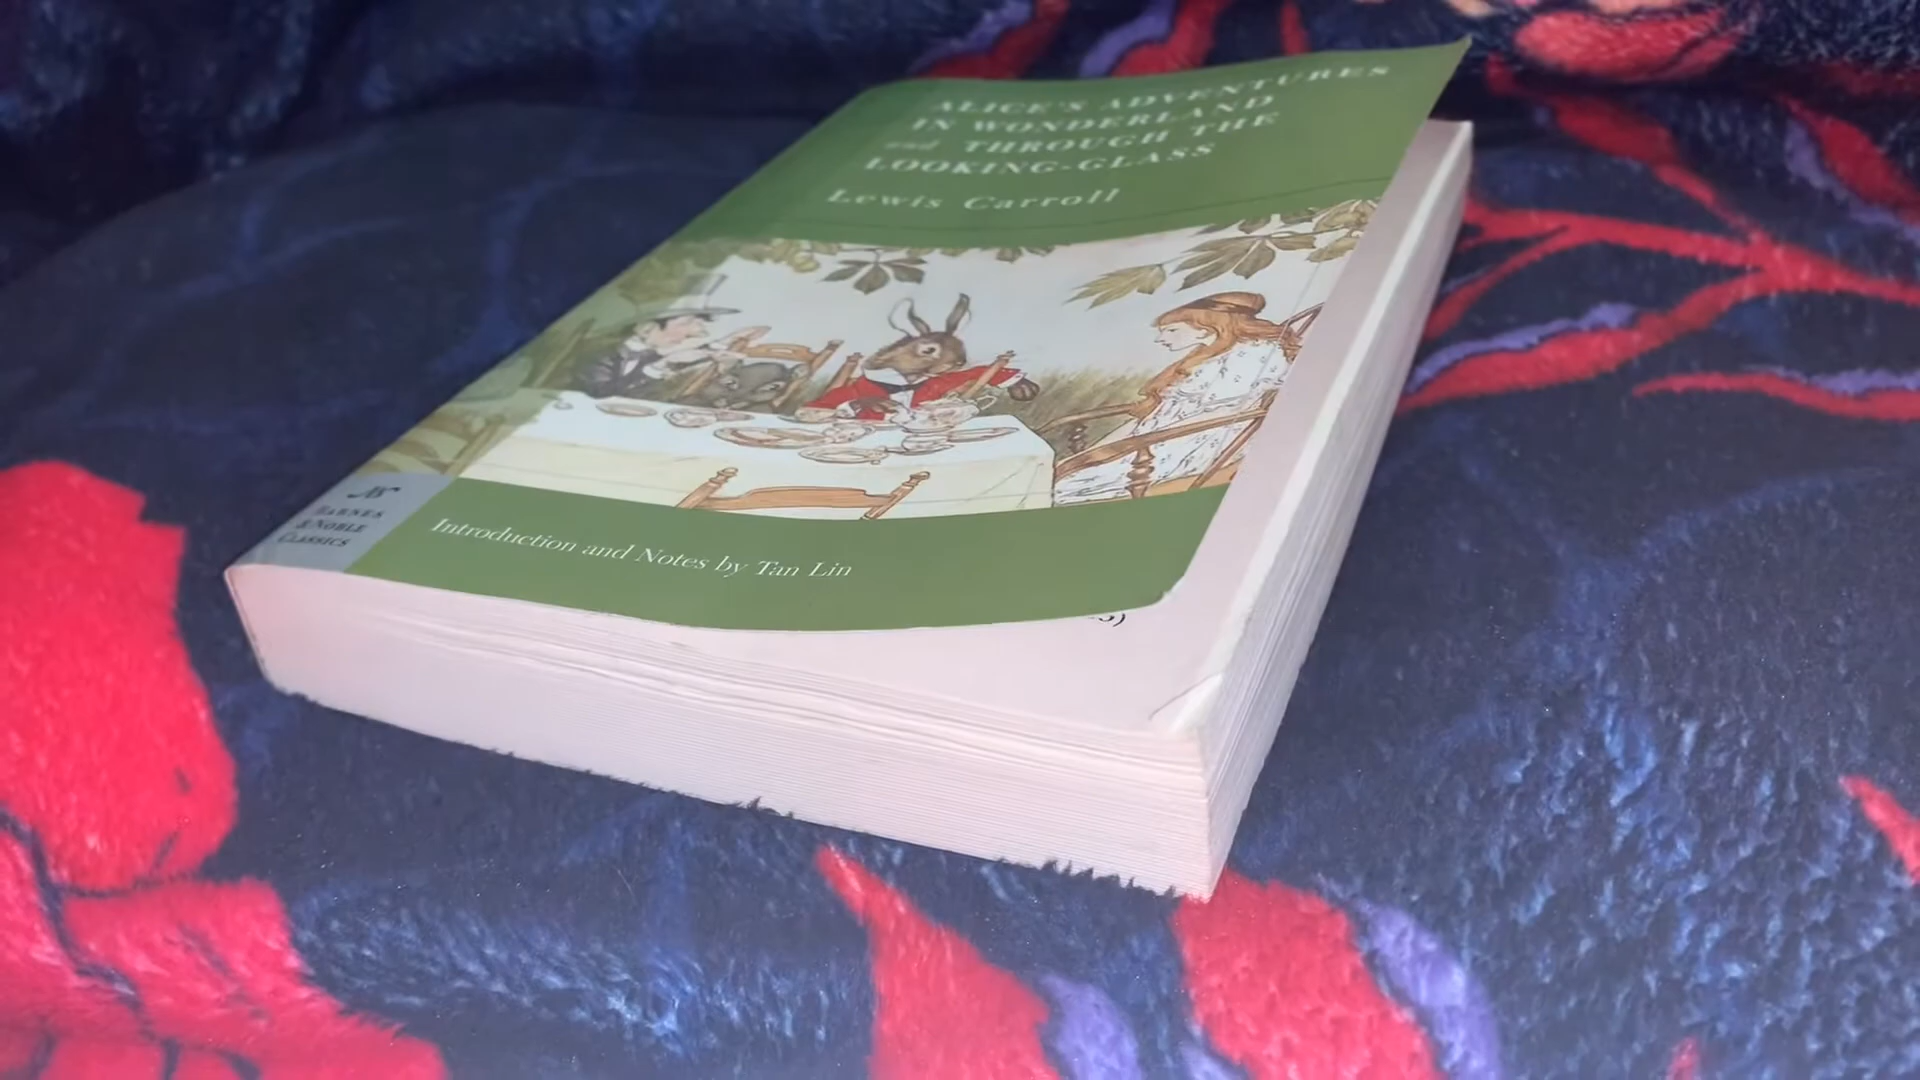 ALICE'S ADVENTURES
IN WONDERLAND
and THROUGH THE
LOOKING-GLASS
Lewis Carroll
BARNES
& NOBLE
CLASSICS
Introduction and Notes by Tan Lin